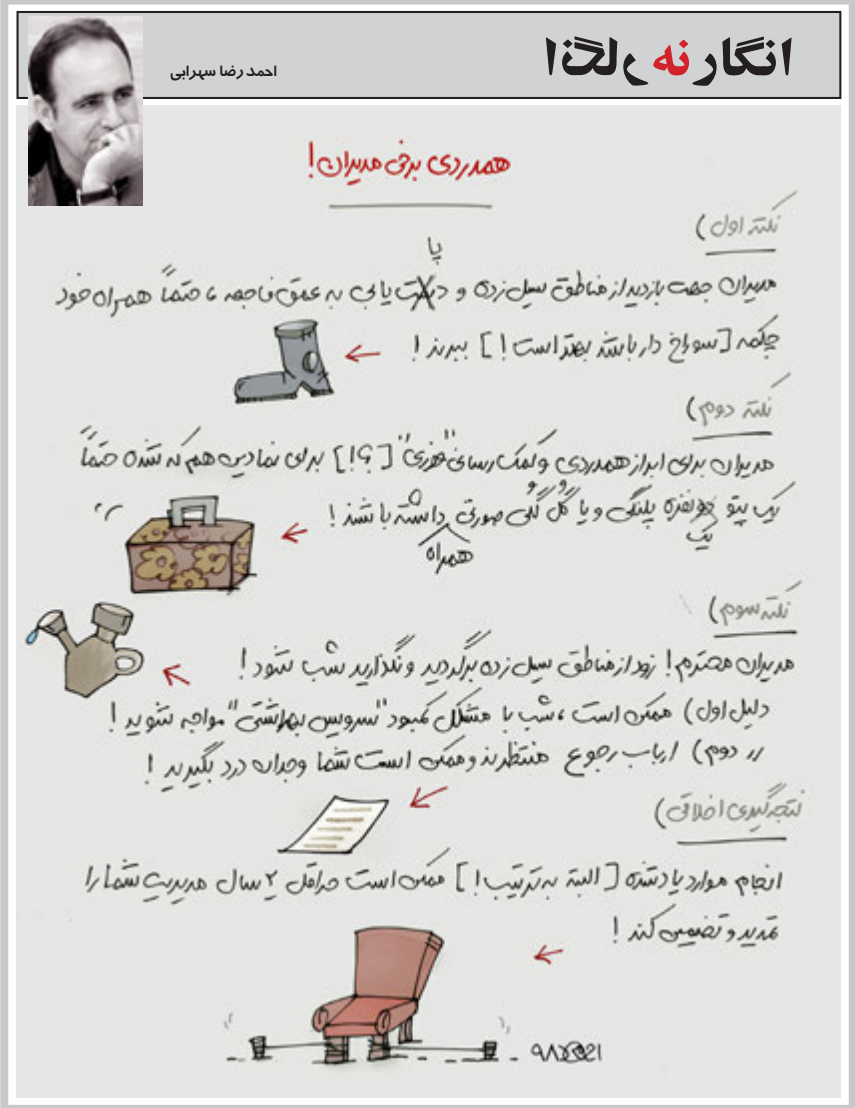 انگار نه انگار
احمد رضا سهرابی
همدردی برخی مدیران!
نکته اول)
پا
مدیران جهت بازدید از مناطق سیل زده و دست یابی به عمق فاجعه، حتماً همراه خود
چکمه [سوراخ دار باشد بهتر است!] ببرند!
نکته دوم)
مدیران برای ابراز همدردی و کمک رسانی "فوری" [؟!] برای نمادین هم که شده حتماً
یک پتو دو نفره پلنگی و یا گل گلی صورتی داشته باشند!
یک
همراه
نکته سوم)
مدیران محترم! زود از مناطق سیل زده برگردید و نگذارید شب شود!
دلیل اول) ممکن است، شب با مشکل کمبود "سرویس بهداشتی" مواجه شوید!
〃 دوم) ارباب رجوع منتظرند و ممکن است شما وجدان درد بگیرید!
نتیجه گیری اخلاقی)
انجام موارد یاد شده [البته به ترتیب!] ممکن است حداقل ۲ سال مدیریت شما را
تمدید و تضمین کند!